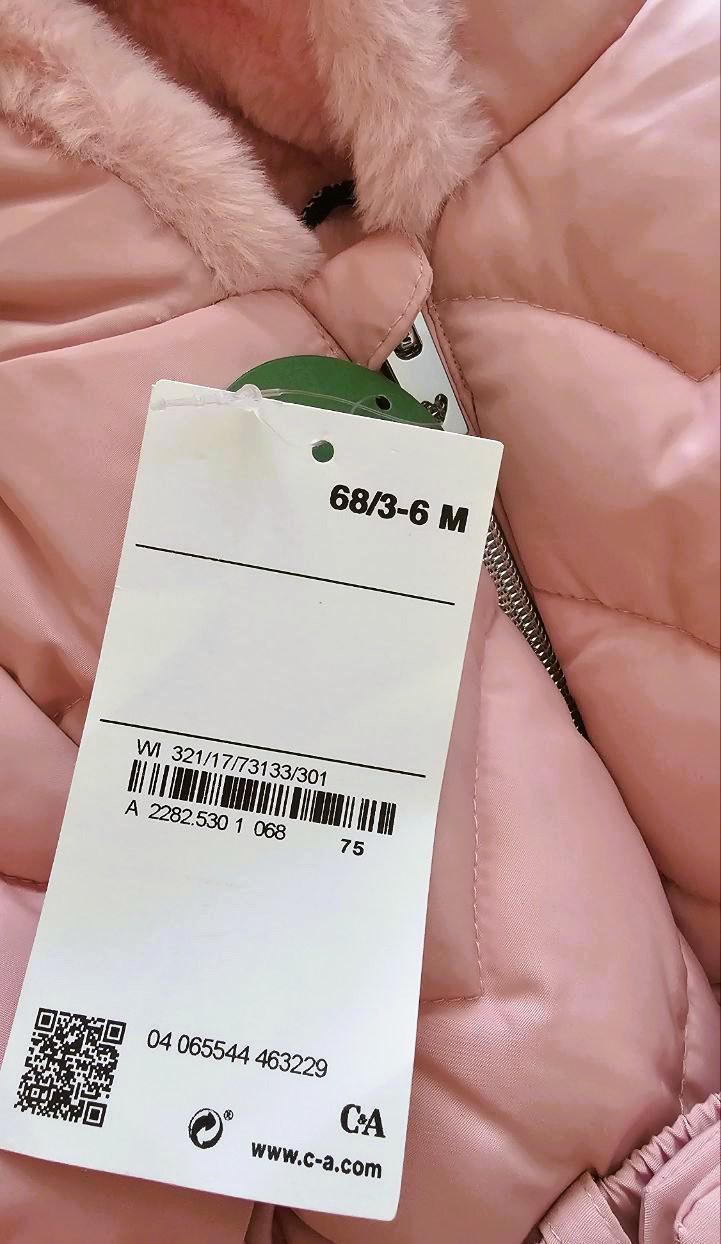 68/3-6 M
WI 321/17/73133/301
A 2282.530 1 068
75
04 065544 463229
®
C&A
www.c-a.com